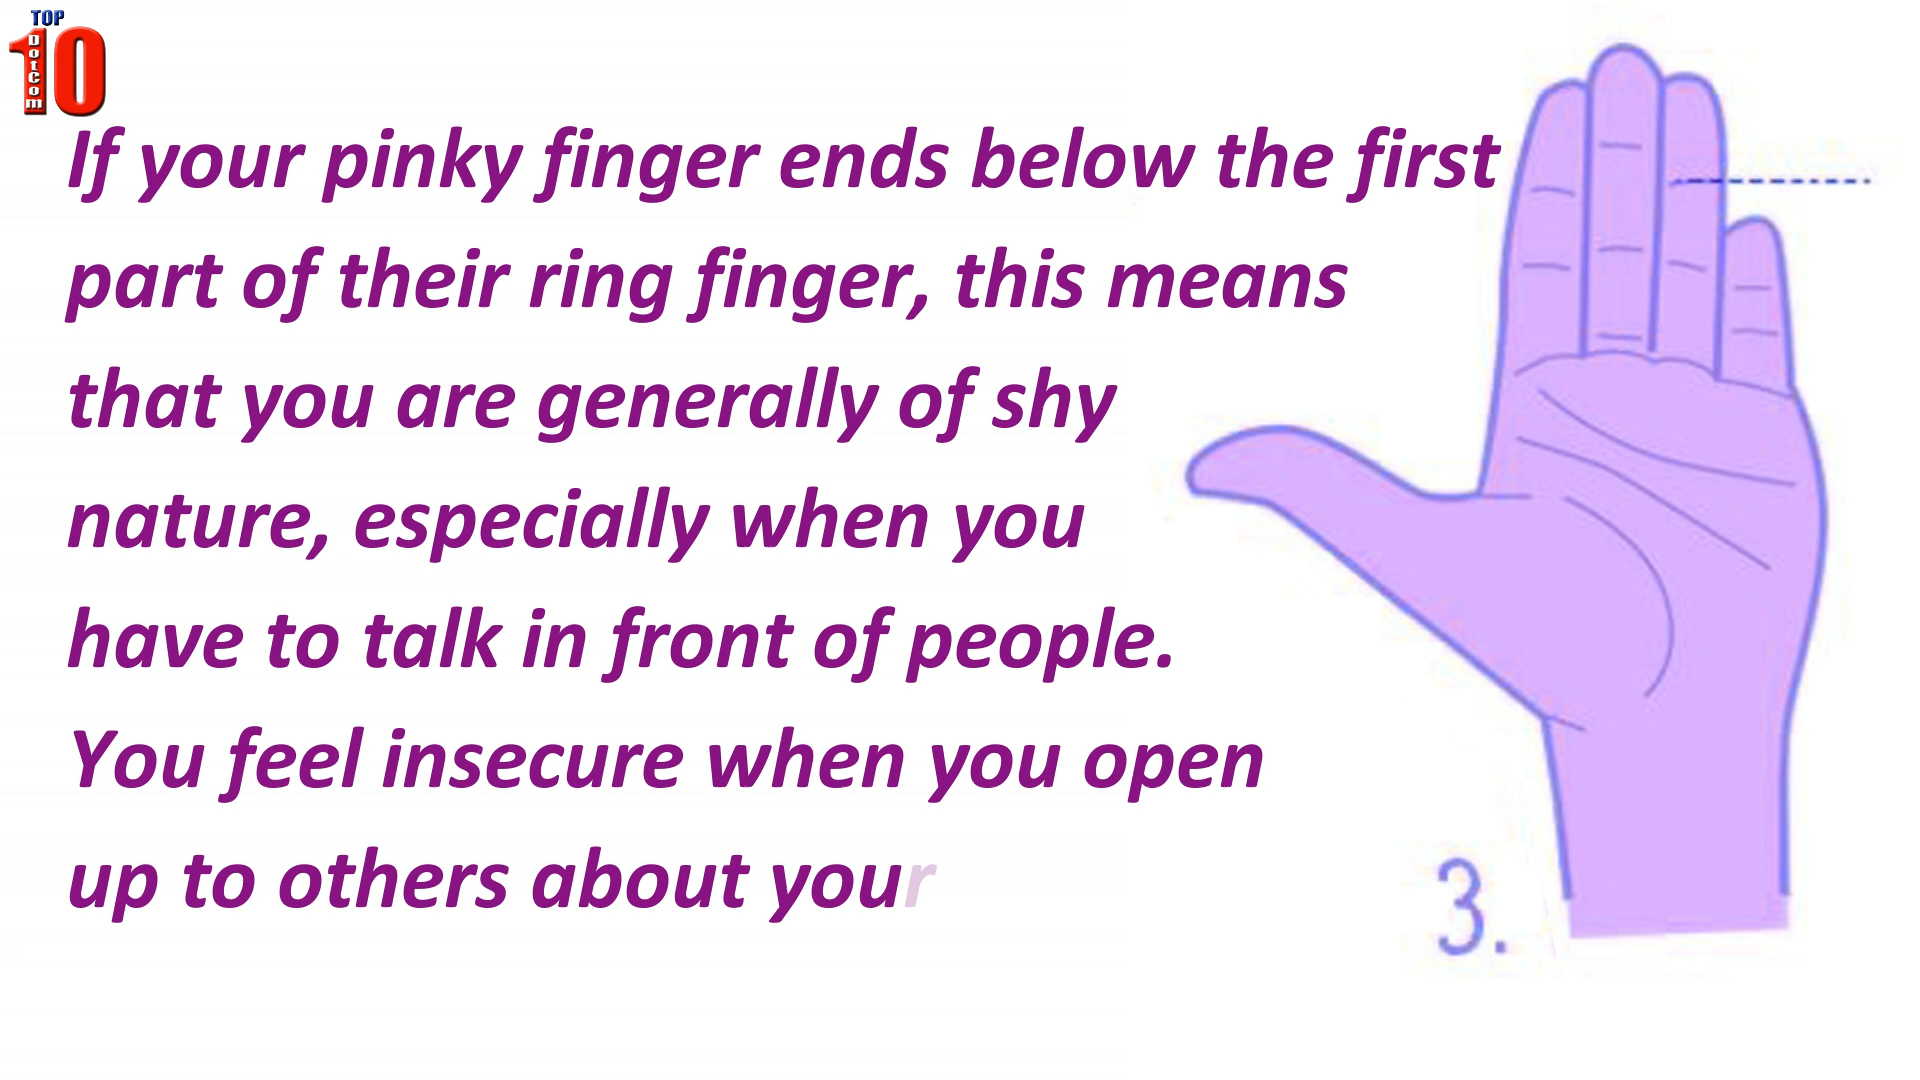 TOP
10
DotCom
If your pinky finger ends below the first
part of their ring finger, this means
that you are generally of shy
nature, especially when you
have to talk in front of people.
You feel insecure when you open
up to others about your
3.